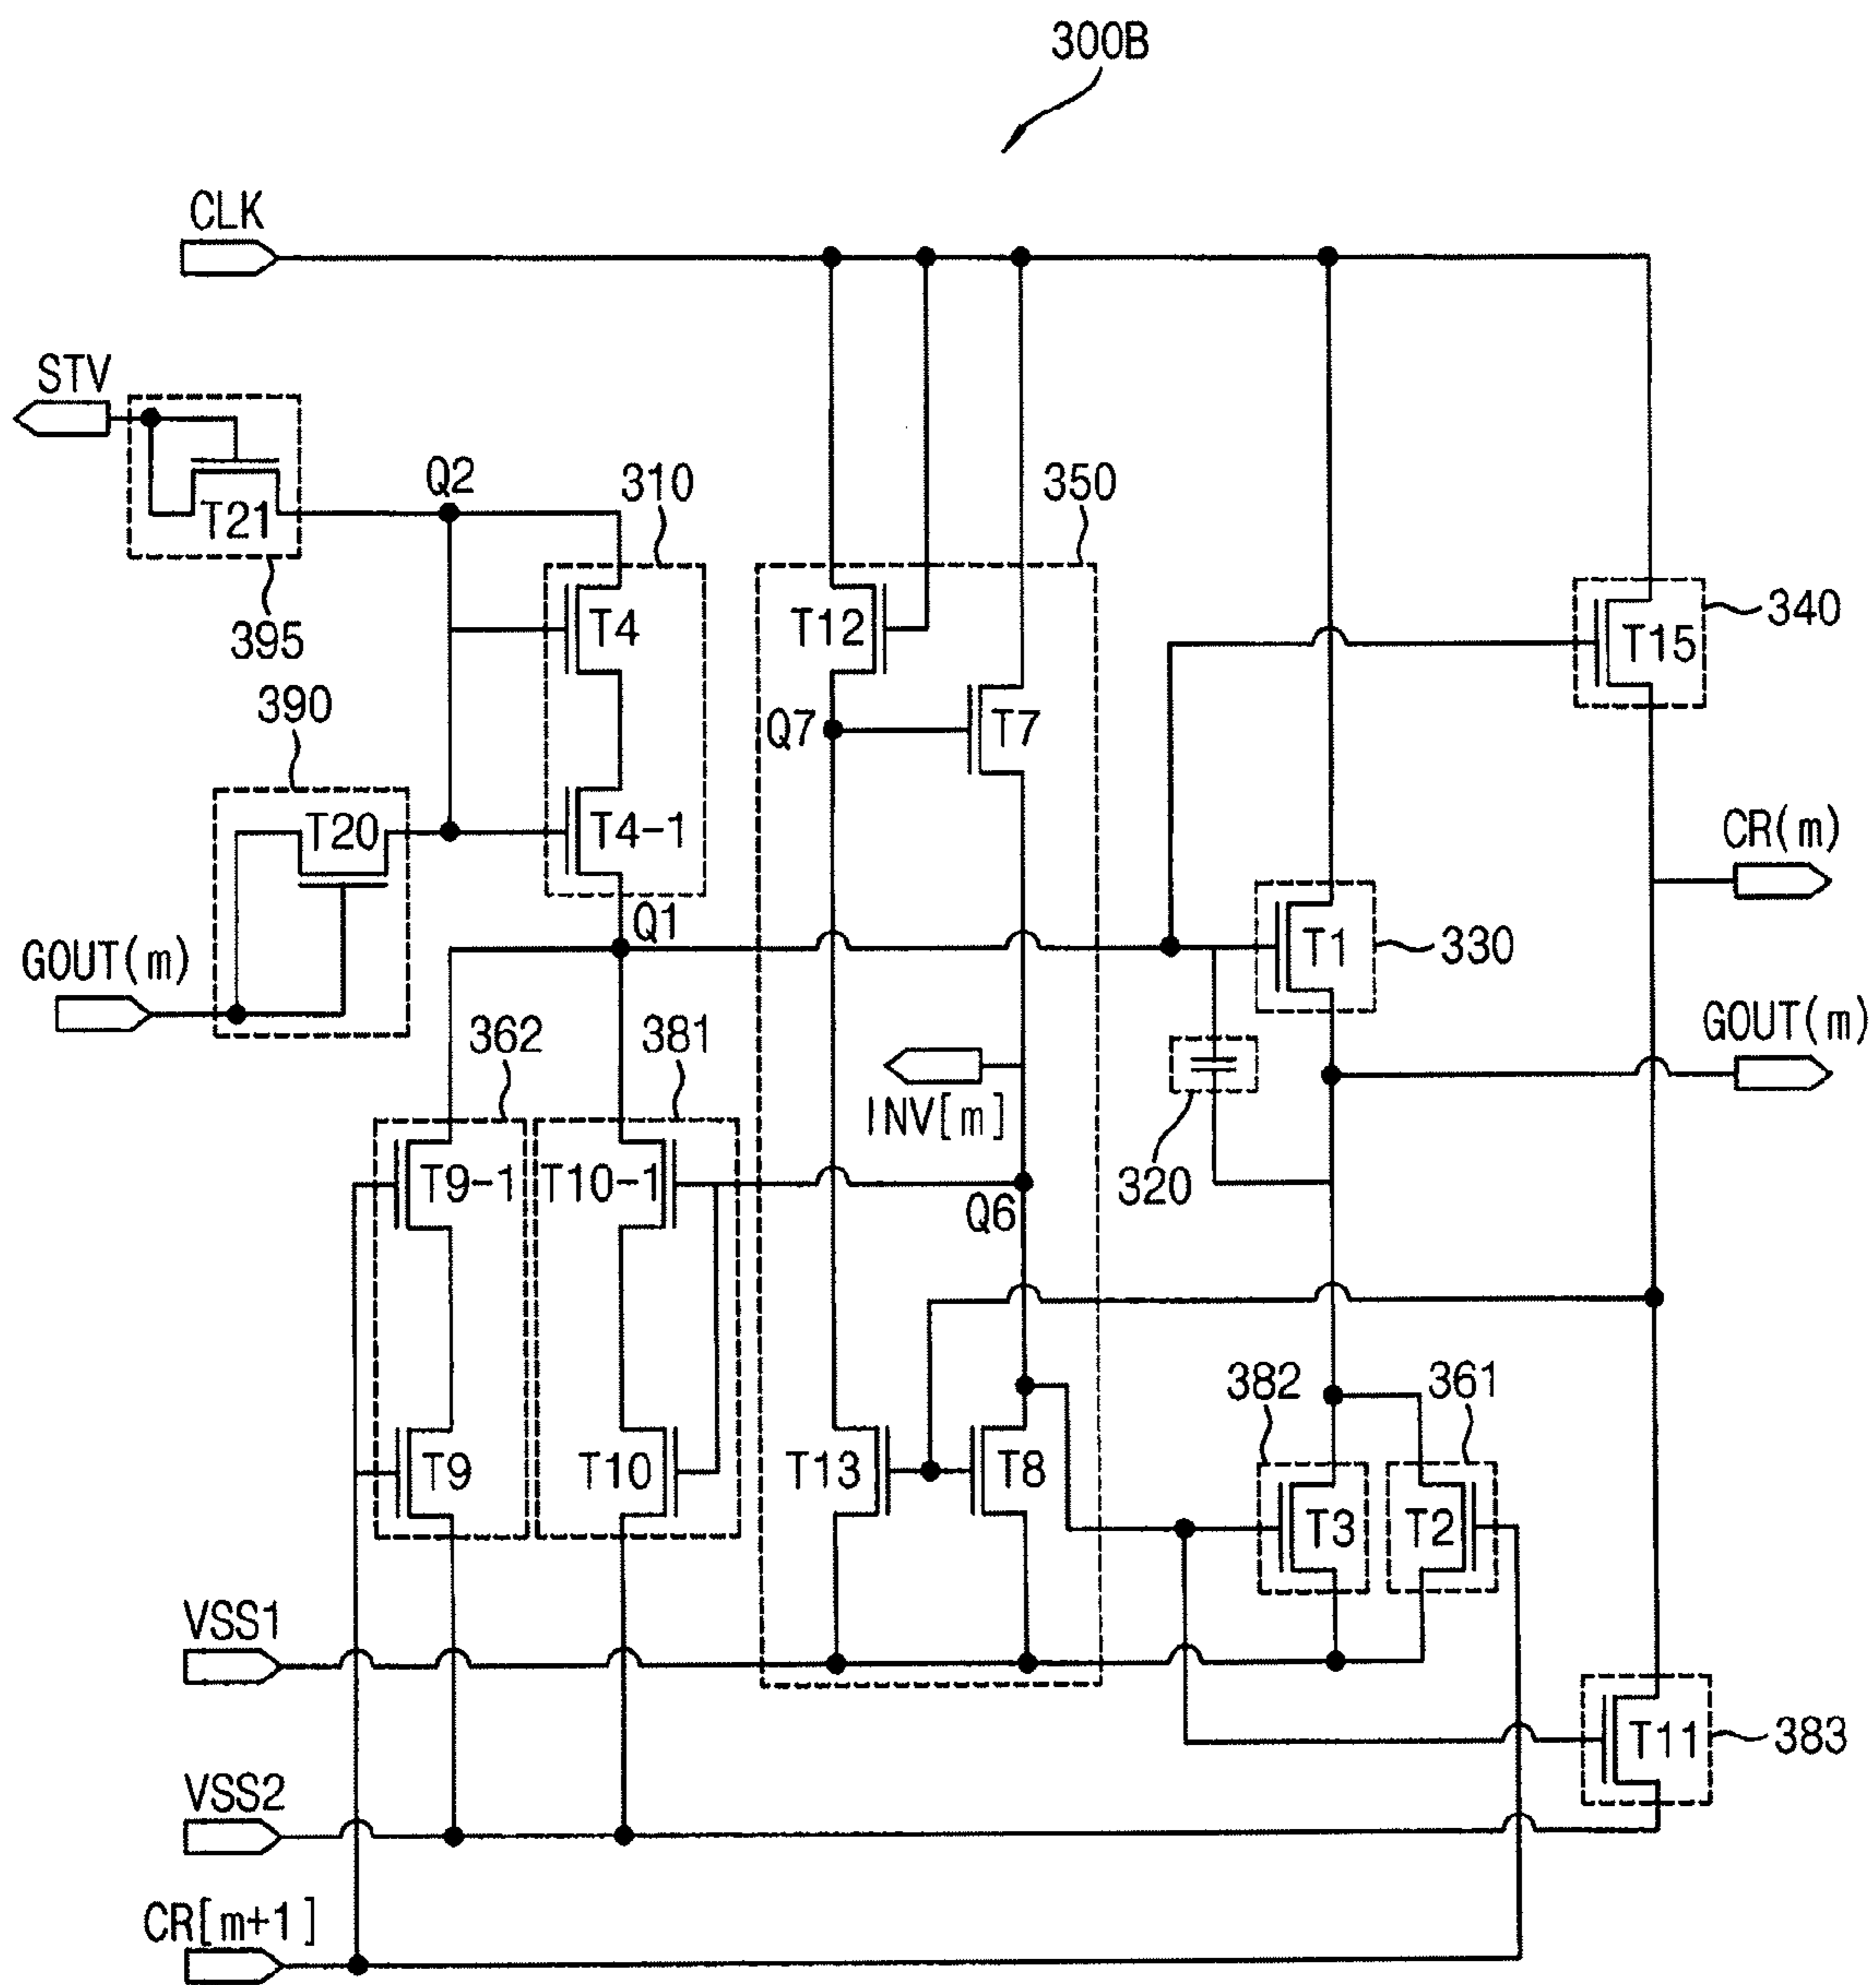 300B
CLK
STV
T21
395
Q2
310
350
T4
T12
T15
340
390
T20
Q7
T7
T4-1
CR(m)
Q1
T1
330
GOUT(m)
GOUT(m)
362
381
INV[m]
320
T9-1
T10-1
Q6
382
361
T9
T10
T13
T8
T3
T2
VSS1
T11
383
VSS2
CR[m+1]